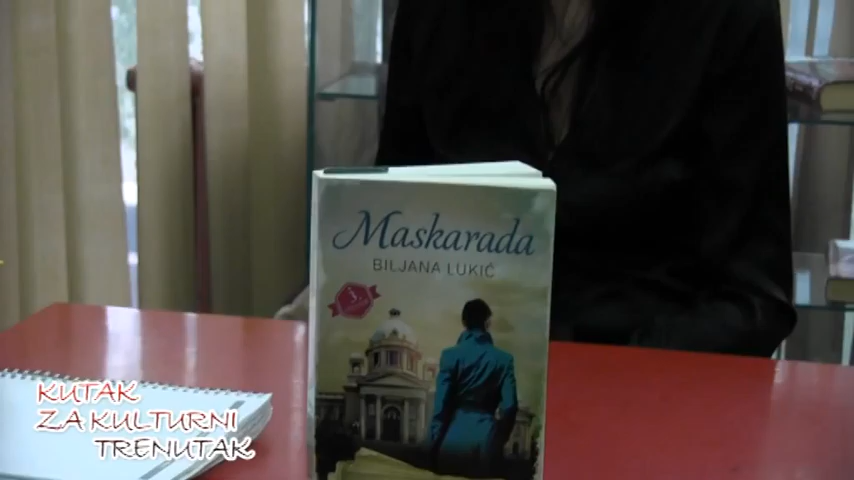 Maskarada
BILJANA LUKIĆ
KUTAK
ZA KULTURNI
TRENUTAK